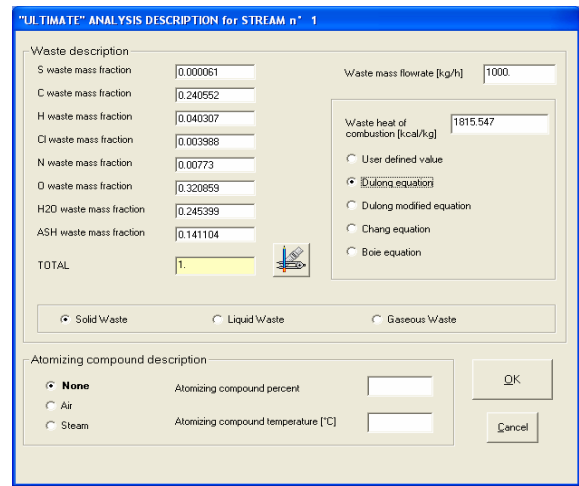 "ULTIMATE" ANALYSIS DESCRIPTION for STREAM n° 1
Waste description
S waste mass fraction 0.000061
Waste mass flowrate [kg/h] 1000.
C waste mass fraction 0.240552
H waste mass fraction 0.040307
Cl waste mass fraction 0.003988
N waste mass fraction 0.00773
O waste mass fraction 0.320859
H2O waste mass fraction 0.245399
ASH waste mass fraction 0.141104
TOTAL 1.
Waste heat of
combustion [kcal/kg] 1815.547
User defined value
Dulong equation
Dulong modified equation
Chang equation
Boie equation
Solid Waste Liquid Waste Gaseous Waste
Atomizing compound description
None
Air
Steam
Atomizing compound percent
Atomizing compound temperature [°C]
OK
Cancel